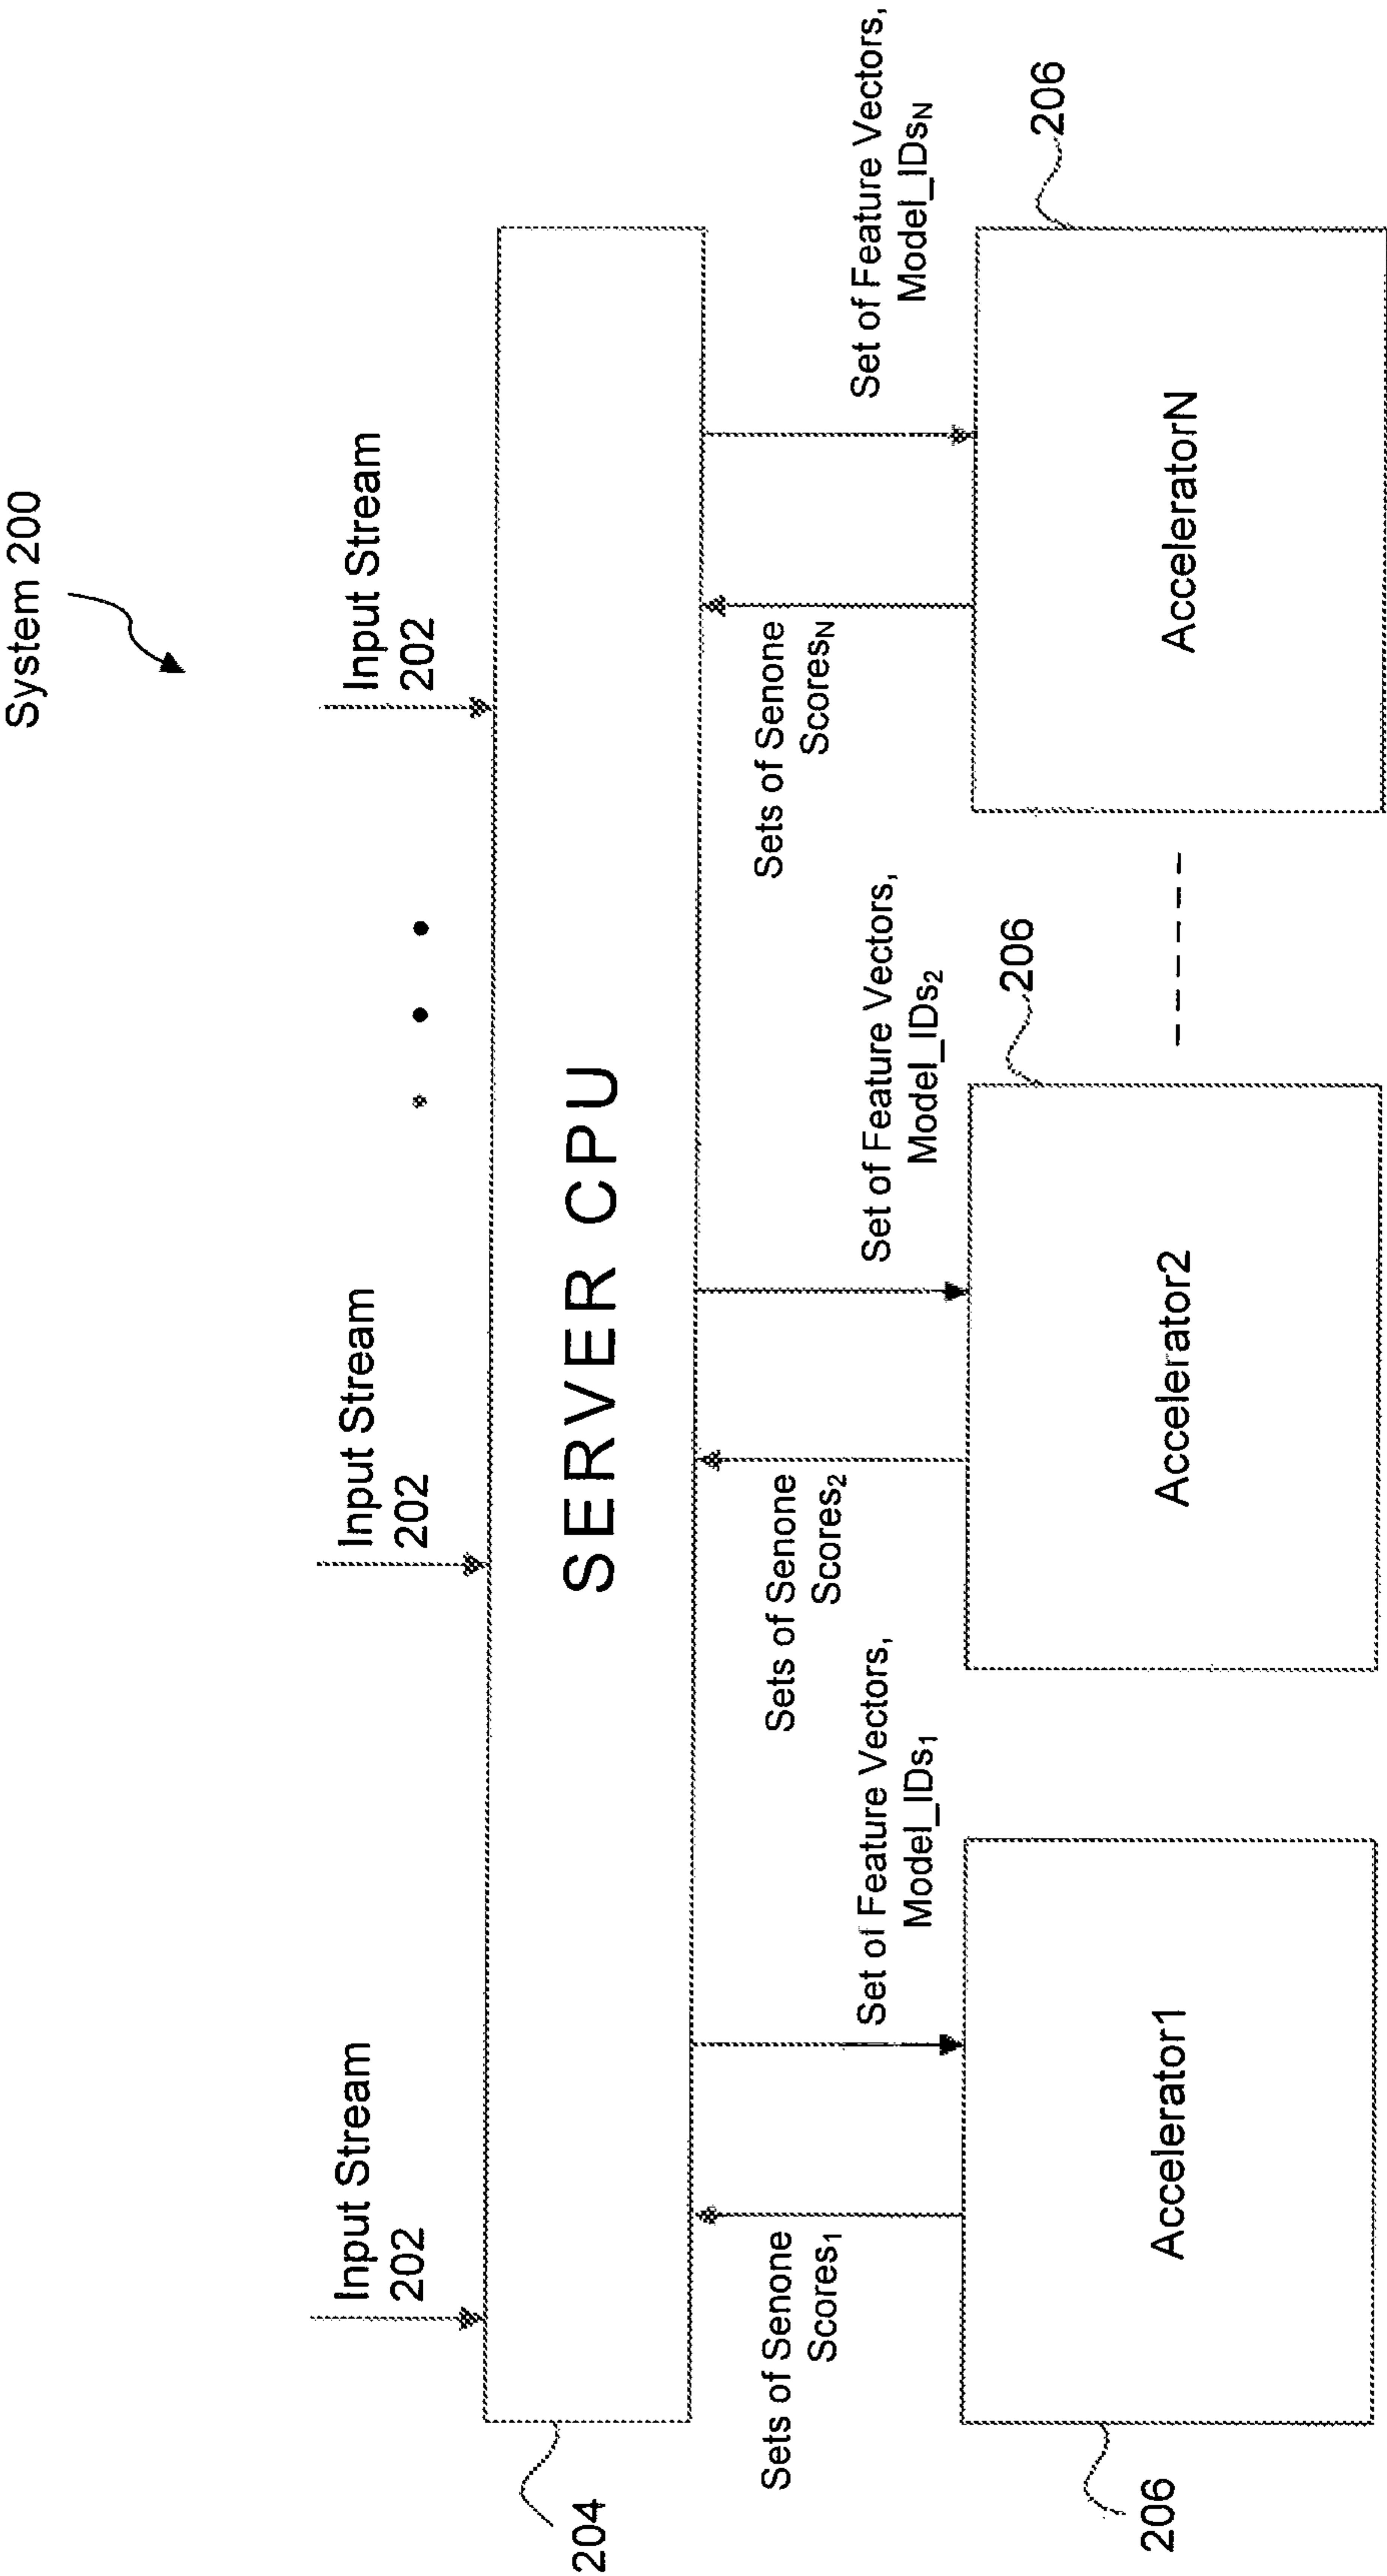 System 200
Input Stream
202
Input Stream
202
Input Stream
202
204
SERVER CPU
Sets of Senone
Scores₁
Set of Feature Vectors,
Model_IDs₁
Sets of Senone
Scores₂
Set of Feature Vectors,
Model_IDs₂
Sets of Senone
Scores_N
Set of Feature Vectors,
Model_IDs_N
206
Accelerator1
206
Accelerator2
206
AcceleratorN